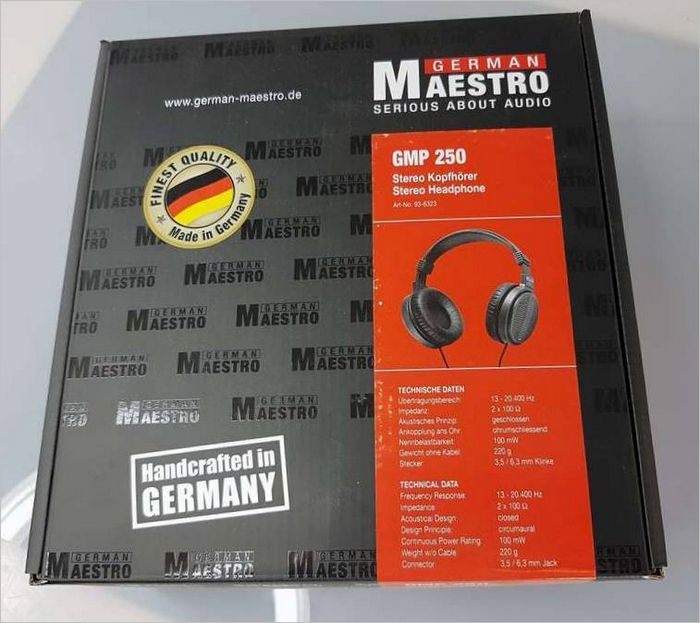 www.german-maestro.de
GERMAN
MAESTRO
SERIOUS ABOUT AUDIO
FINEST QUALITY
Made in Germany
GMP 250
Stereo Kopfhörer
Stereo Headphone
Art-No. 93-6323
TECHNISCHE DATEN
Übertragungsbereich: 13 - 20.400 Hz
Impedanz: 2 x 100 Ω
Akustisches Prinzip: geschlossen
Ankopplung ans Ohr: ohrumschliessend
Nennbelastbarkeit: 100 mW
Gewicht ohne Kabel: 220 g
Stecker 3,5 / 6,3 mm Klinke
TECHNICAL DATA
Frequency Response: 13 - 20.400 Hz
Impedance: 2 x 100 Ω
Acoustical Design: closed
Design Principle: circumaural
Continuous Power Rating: 100 mW
Weight w/o Cable: 220 g
Connector: 3,5 / 6,3 mm Jack
Handcrafted in
GERMANY
GERMAN
MAESTRO
GERMAN
MAESTRO
GERMAN
MAESTRO